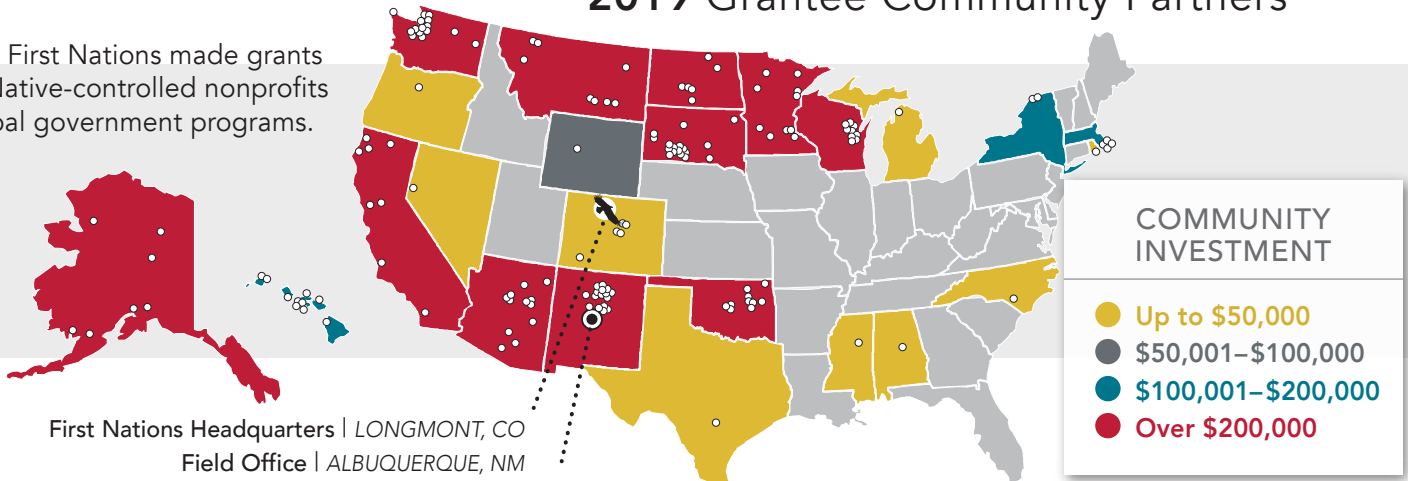 2019 Grantee Community Partners
First Nations made grants
Native-controlled nonprofits
government programs.
COMMUNITY
INVESTMENT
Up to $50,000
$50,001–$100,000
$100,001–$200,000
Over $200,000
First Nations Headquarters | LONGMONT, CO
Field Office | ALBUQUERQUE, NM